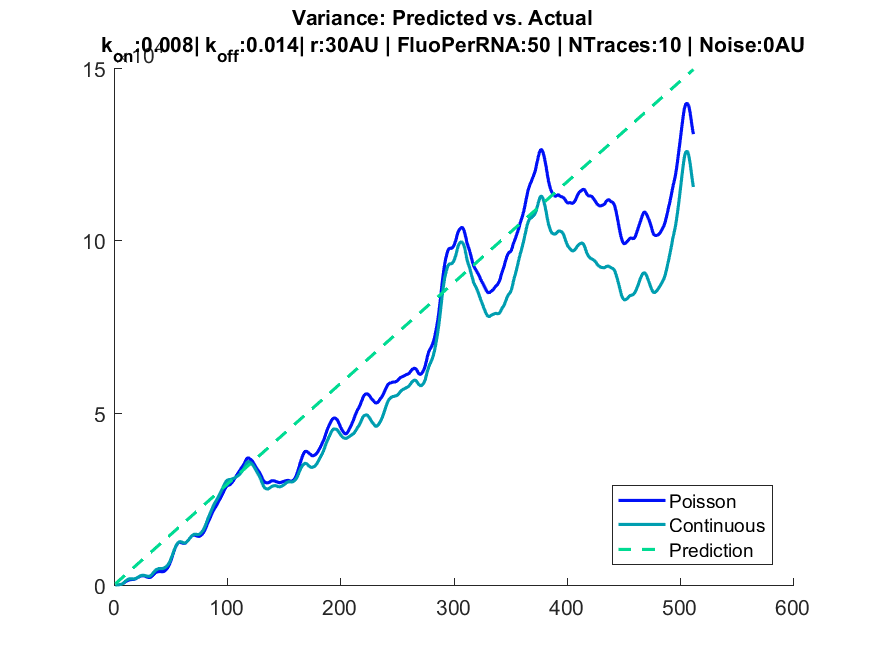 Variance: Predicted vs. Actual
k_on:0.008| k_off:0.014| r:30AU | FluoPerRNA:50 | NTraces:10 | Noise:0AU
15
10
5
0
0 100 200 300 400 500 600
Poisson
Continuous
Prediction